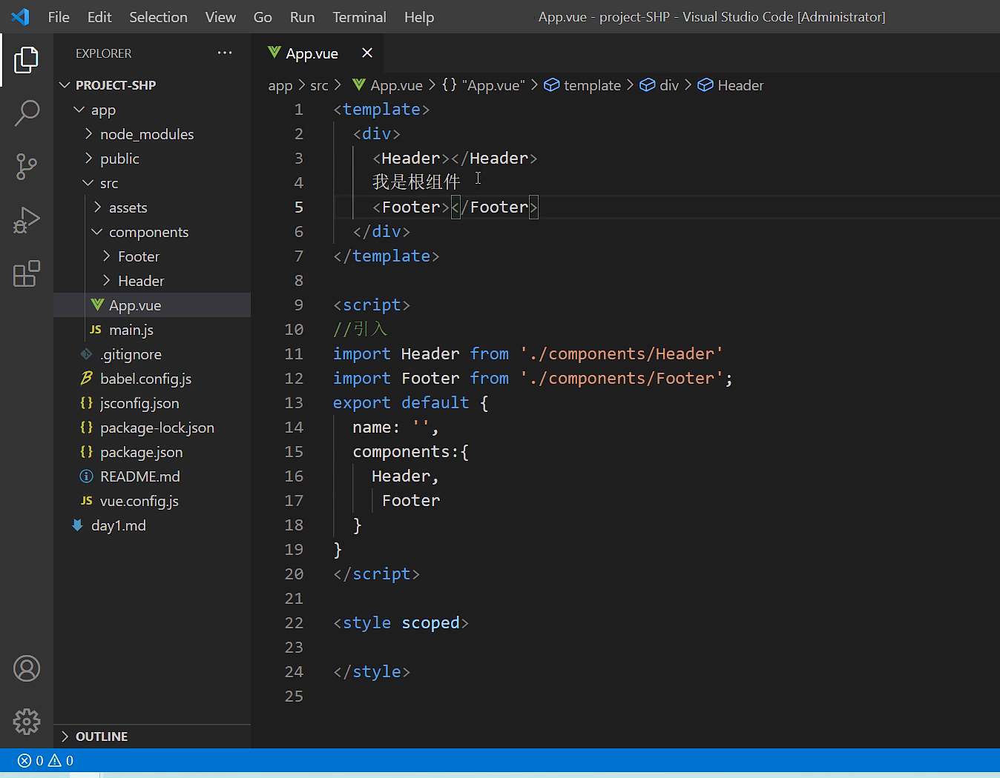 File Edit Selection View Go Run Terminal Help App.vue - project-SHP - Visual Studio Code [Administrator]
EXPLORER ···
PROJECT-SHP
app
node_modules
public
src
assets
components
Footer
Header
App.vue
JS main.js
.gitignore
babel.config.js
{} jsconfig.json
{} package-lock.json
{} package.json
README.md
JS vue.config.js
day1.md
OUTLINE
App.vue
app > src > App.vue > {} "App.vue" > template > div > Header
1 <template>
2 <div>
3 <Header></Header>
4 我是根组件
5 <Footer></Footer>
6 </div>
7 </template>
8
9 <script>
10 //引入
11 import Header from './components/Header'
12 import Footer from './components/Footer';
13 export default {
14 name: '',
15 components:{
16 Header,
17 Footer
18 }
19 }
20 </script>
21
22 <style scoped>
23
24 </style>
25
0 0